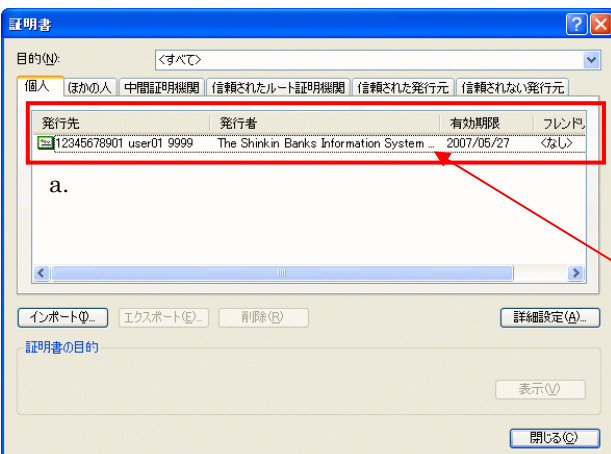 証明書
目的(N): <すべて>
個人 ほかの人 中間証明機関 信頼されたルート証明機関 信頼された発行元 信頼されない発行元
発行先 発行者 有効期限 フレンドリ
12345678901 user01 9999 The Shinkin Banks Information System ... 2007/05/27 <なし>
a.
インポート(I)... エクスポート(E)... 削除(R) 詳細設定(A)...
証明書の目的
表示(V)
閉じる(C)